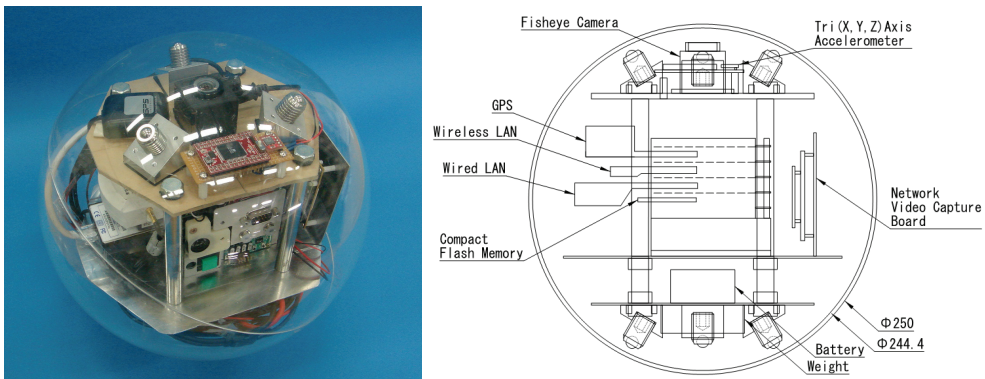 GPS
Fisheye Camera
Tri(X,Y,Z)Axis
Accelerometer
GPS
Wireless LAN
Wired LAN
Compact
Flash Memory
Network
Video Capture
Board
Φ250
Φ244.4
Battery
Weight